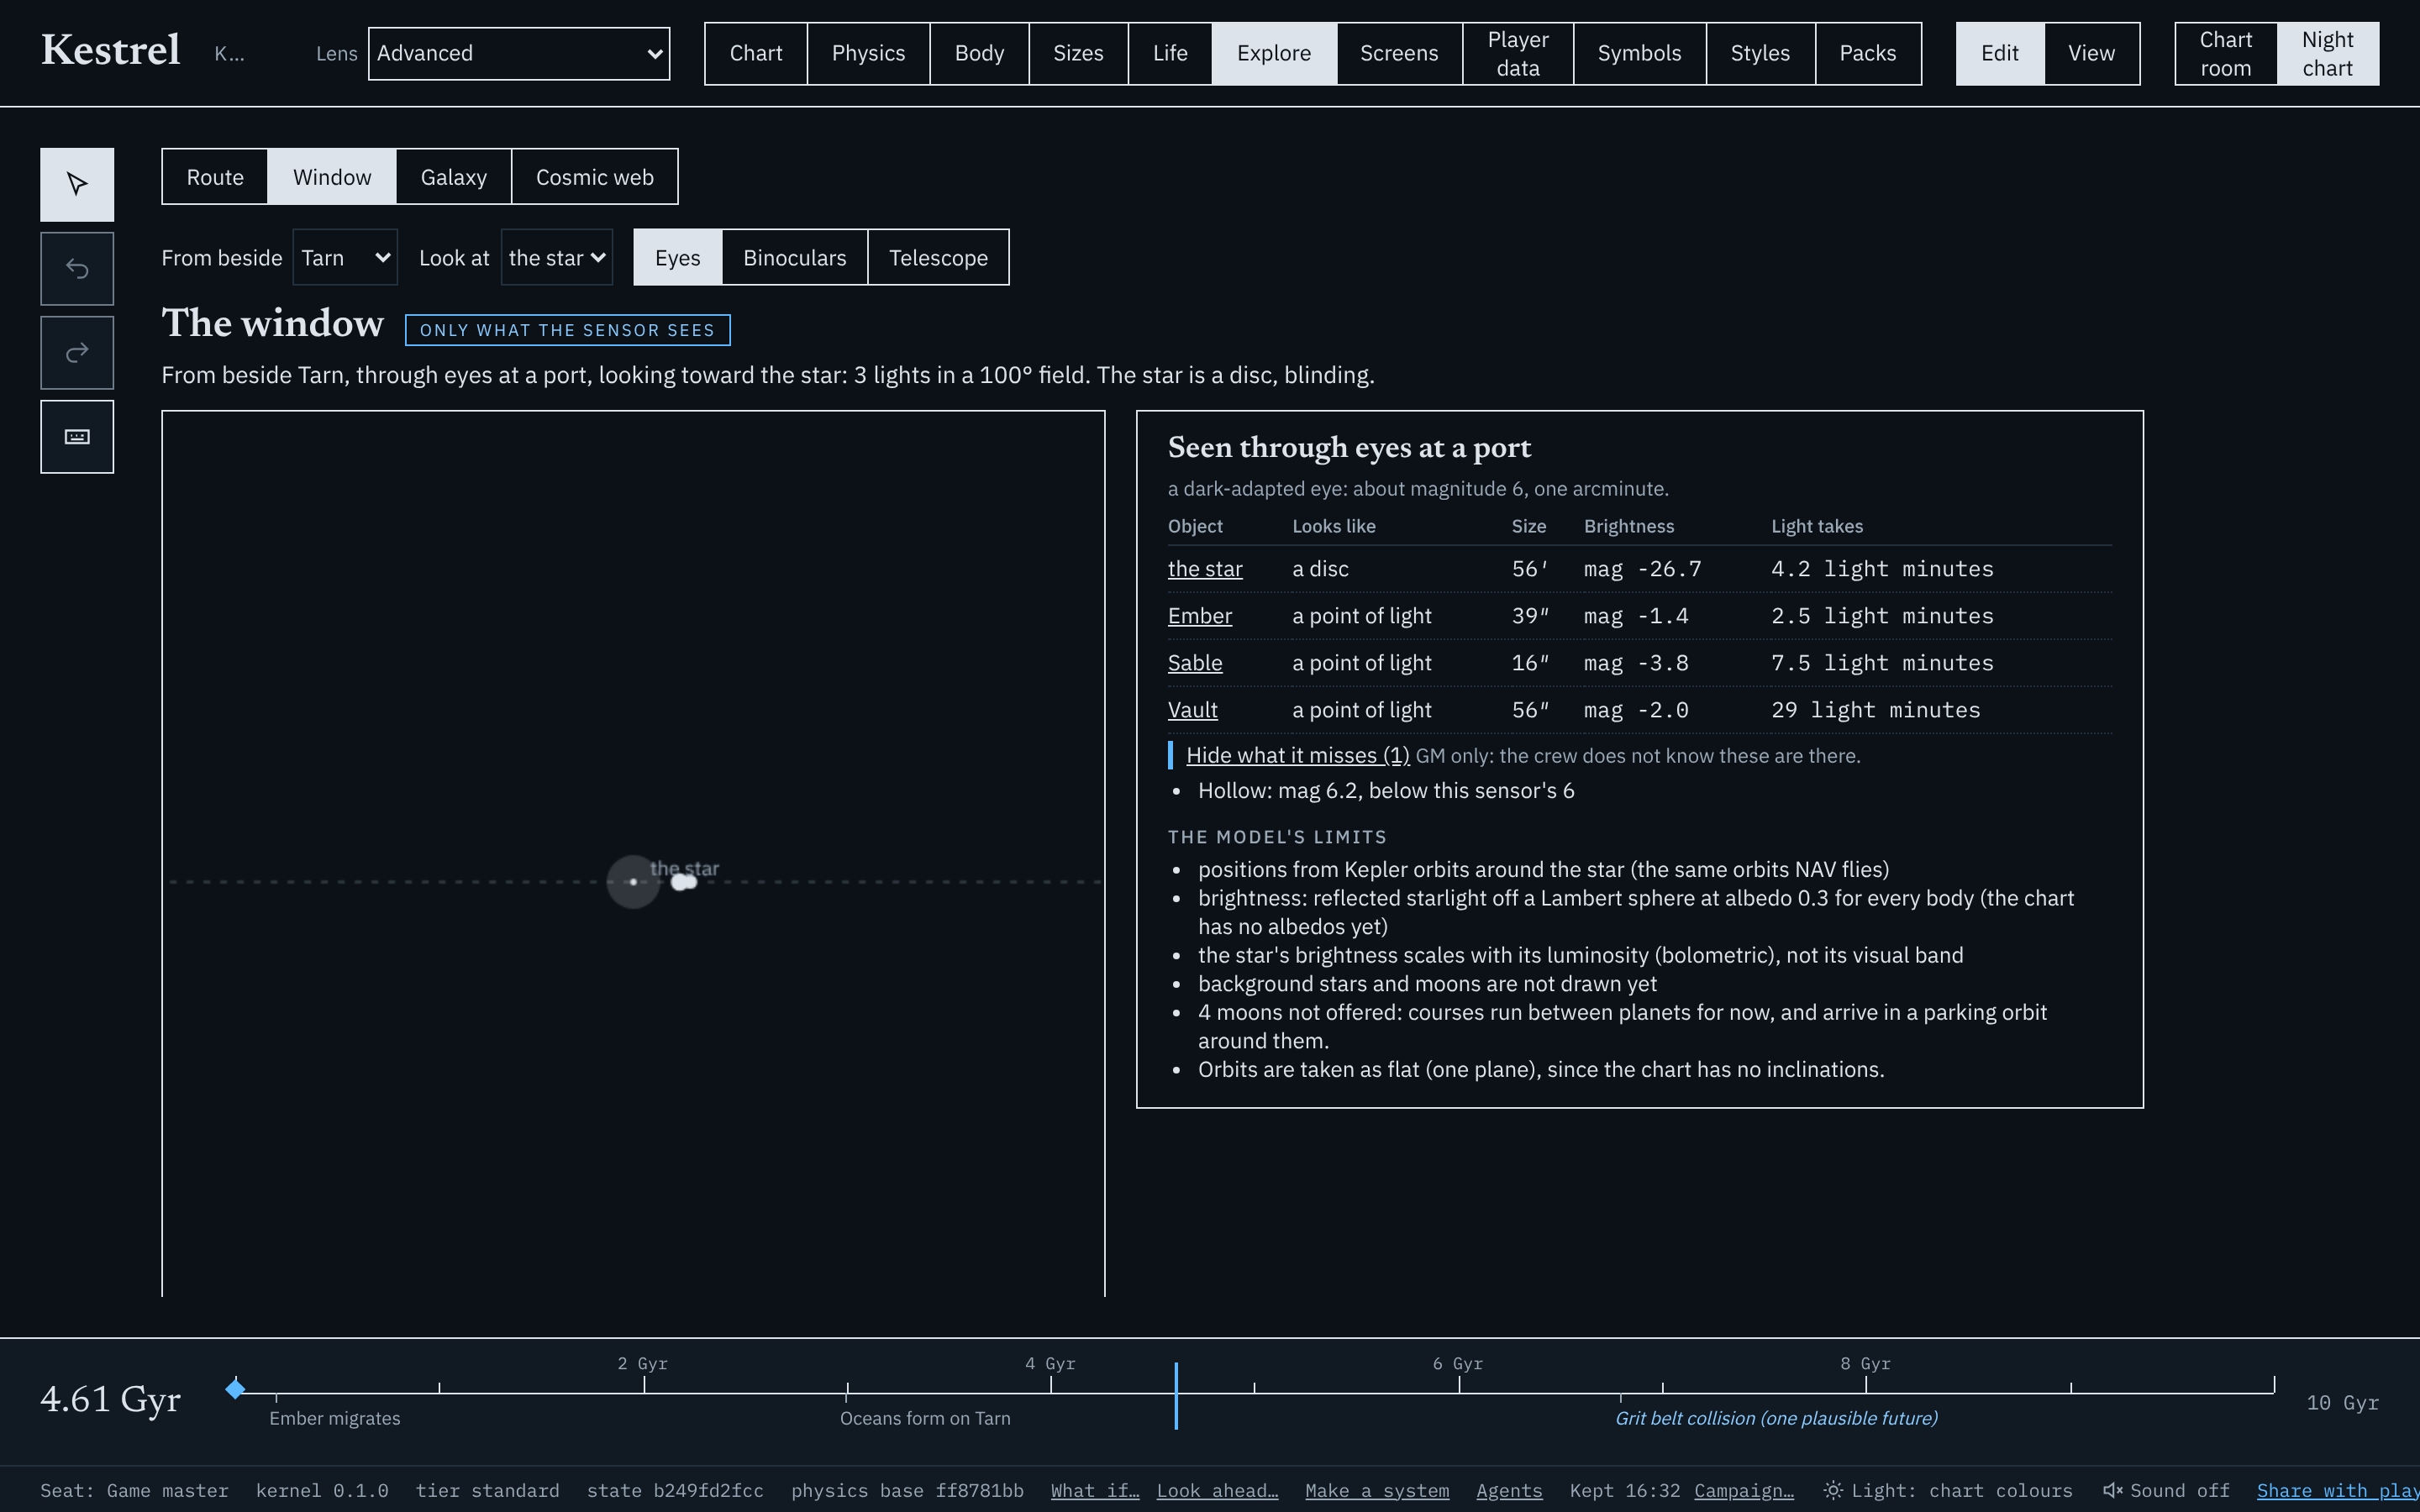 Kestrel K… Lens Advanced Chart Physics Body Sizes Life Explore Screens Player data Symbols Styles Packs Edit View Chart room Night chart
Route Window Galaxy Cosmic web
From beside Tarn Look at the star Eyes Binoculars Telescope
The window ONLY WHAT THE SENSOR SEES
From beside Tarn, through eyes at a port, looking toward the star: 3 lights in a 100° field. The star is a disc, blinding.
the star
Seen through eyes at a port
a dark-adapted eye: about magnitude 6, one arcminute.
Object Looks like Size Brightness Light takes
the star a disc 56′ mag -26.7 4.2 light minutes
Ember a point of light 39″ mag -1.4 2.5 light minutes
Sable a point of light 16″ mag -3.8 7.5 light minutes
Vault a point of light 56″ mag -2.0 29 light minutes
Hide what it misses (1) GM only: the crew does not know these are there.
• Hollow: mag 6.2, below this sensor's 6
THE MODEL'S LIMITS
• positions from Kepler orbits around the star (the same orbits NAV flies)
• brightness: reflected starlight off a Lambert sphere at albedo 0.3 for every body (the chart
has no albedos yet)
• the star's brightness scales with its luminosity (bolometric), not its visual band
• background stars and moons are not drawn yet
• 4 moons not offered: courses run between planets for now, and arrive in a parking orbit
around them.
• Orbits are taken as flat (one plane), since the chart has no inclinations.
2 Gyr 4 Gyr 6 Gyr 8 Gyr
4.61 Gyr 10 Gyr
Ember migrates Oceans form on Tarn Grit belt collision (one plausible future)
Seat: Game master kernel 0.1.0 tier standard state b249fd2fcc physics base ff8781bb What if… Look ahead… Make a system Agents Kept 16:32 Campaign… Light: chart colours Sound off Share with play